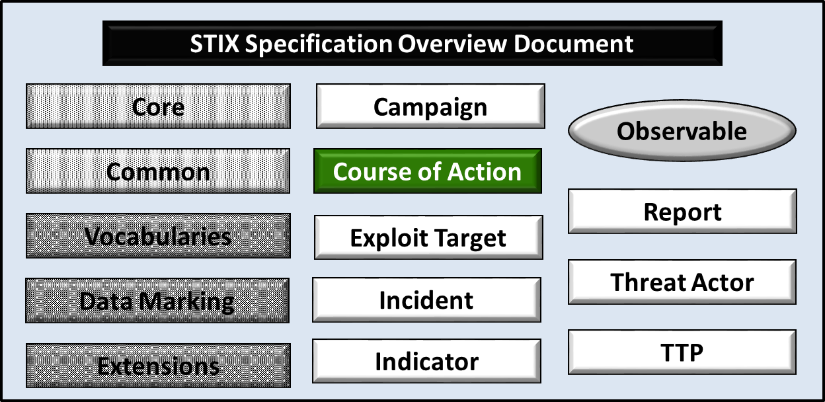 STIX Specification Overview Document
Core
Common
Vocabularies
Data Marking
Extensions
Campaign
Course of Action
Exploit Target
Incident
Indicator
Observable
Report
Threat Actor
TTP